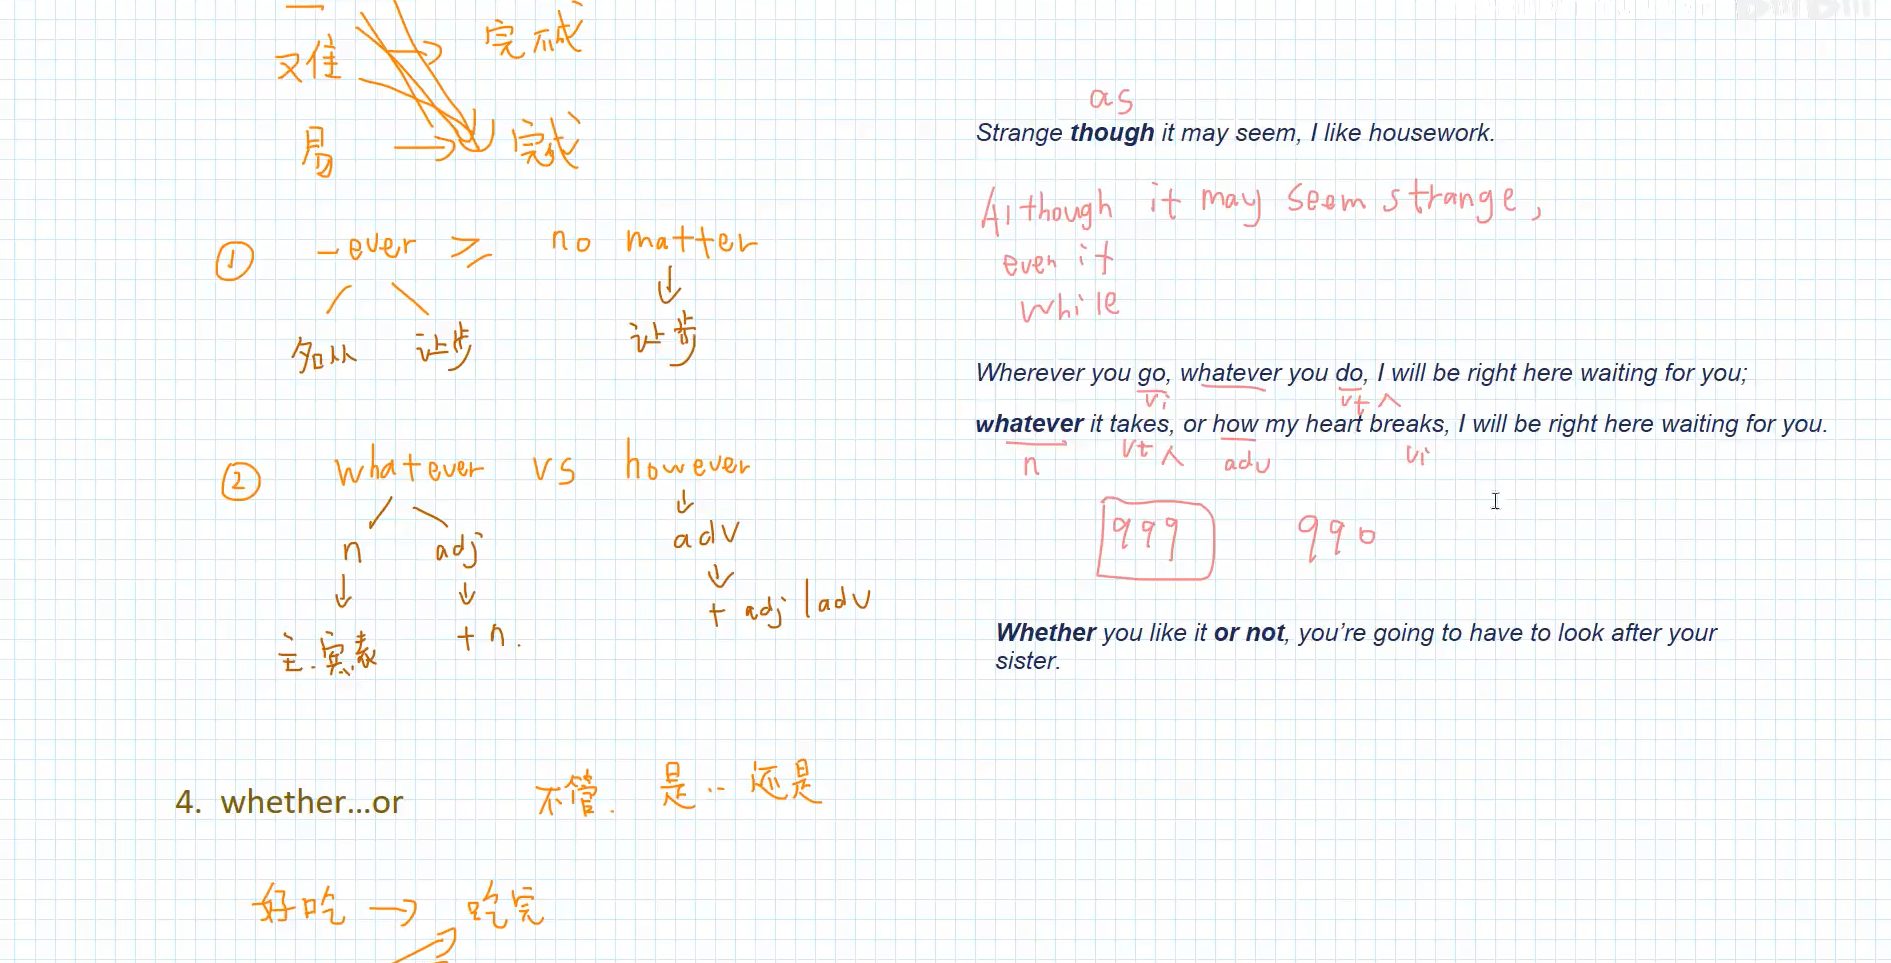 难
完不成
易
完成
① -ever ≥ no matter
名从 让步 让步
② whatever vs however
n adj adv
主.宾.表 + n. + adj | adv
4. whether...or 不管. 是.. 还是
好吃 → 吃完
as
Strange though it may seem, I like housework.
Although it may seem strange,
even if
while
Wherever you go, whatever you do, I will be right here waiting for you;
vi vt
whatever it takes, or how my heart breaks, I will be right here waiting for you.
n vt adv vi
999 990
Whether you like it or not, you're going to have to look after your
sister.